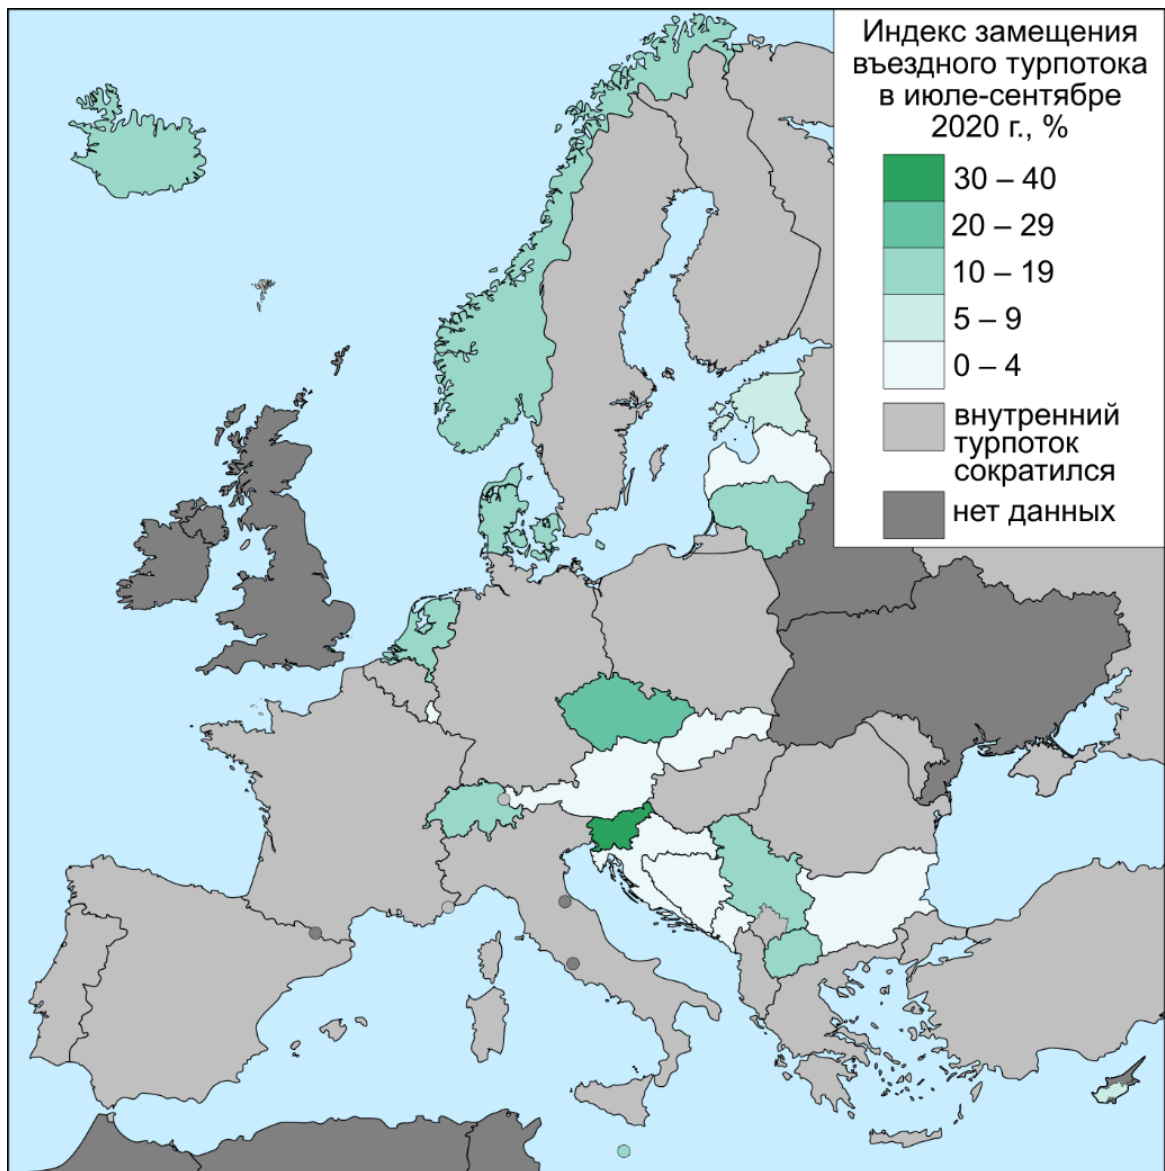 Индекс замещения
въездного турпотока
в июле-сентябре
2020 г., %
30 – 40
20 – 29
10 – 19
5 – 9
0 – 4
внутренний
турпоток
сократился
нет данных